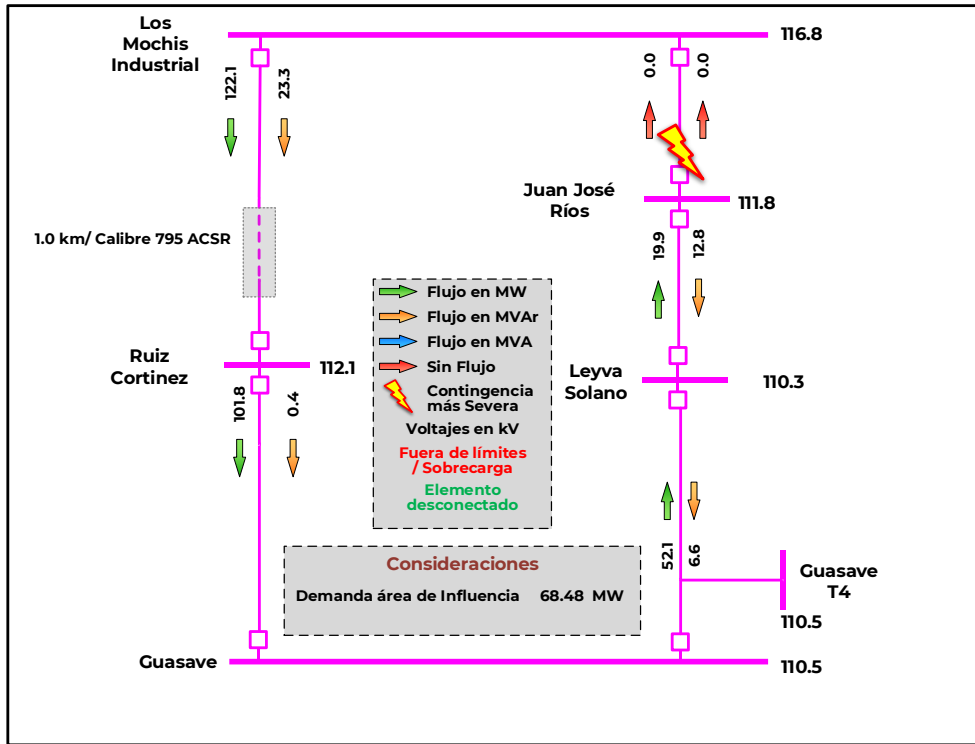 Los
Mochis
Industrial
116.8
122.1
23.3
0.0
0.0
Juan José
Ríos
111.8
1.0 km/ Calibre 795 ACSR
19.9
12.8
Flujo en MW
Flujo en MVAr
Flujo en MVA
Sin Flujo
Contingencia
más Severa
Voltajes en kV
Fuera de límites
/ Sobrecarga
Elemento
desconectado
Ruiz
Cortinez
112.1
Leyva
Solano
110.3
101.8
0.4
52.1
6.6
Consideraciones
Demanda área de Influencia 68.48 MW
Guasave
T4
110.5
Guasave
110.5